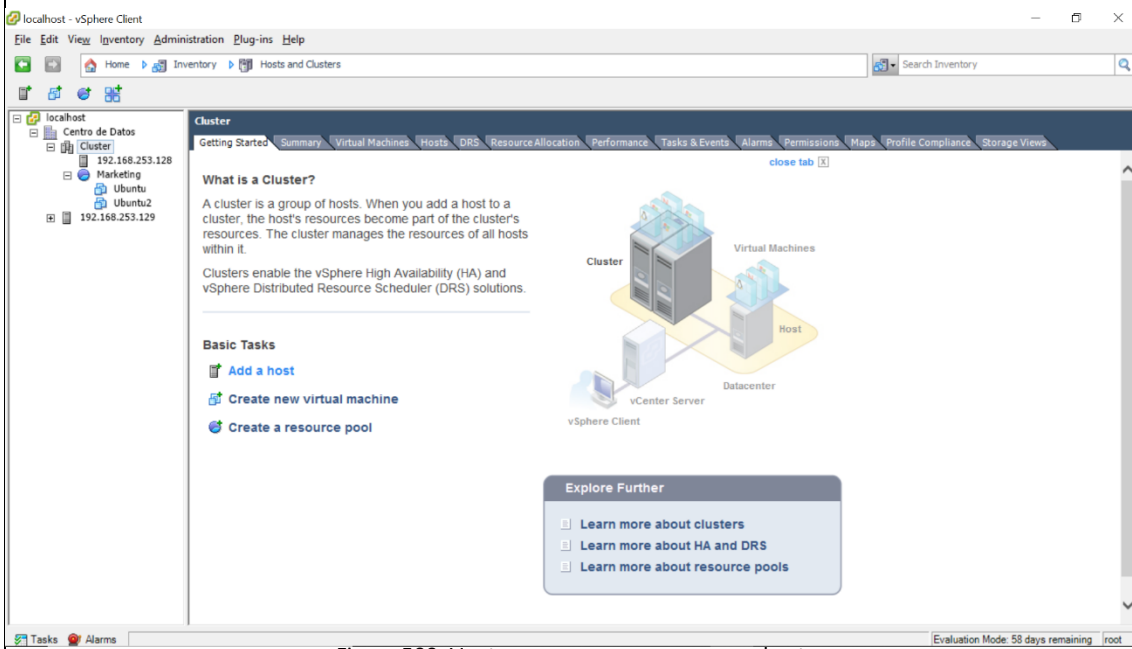 localhost - vSphere Client
File Edit View Inventory Administration Plug-ins Help
Home Inventory Hosts and Clusters
Search Inventory
localhost
Centro de Datos
Cluster
192.168.253.128
Marketing
Ubuntu
Ubuntu2
192.168.253.129
Cluster
Getting Started Summary Virtual Machines Hosts DRS Resource Allocation Performance Tasks & Events Alarms Permissions Maps Profile Compliance Storage Views
close tab X
What is a Cluster?
A cluster is a group of hosts. When you add a host to a
cluster, the host's resources become part of the cluster's
resources. The cluster manages the resources of all hosts
within it.
Clusters enable the vSphere High Availability (HA) and
vSphere Distributed Resource Scheduler (DRS) solutions.
Basic Tasks
Add a host
Create new virtual machine
Create a resource pool
Cluster
Virtual Machines
Host
Datacenter
vCenter Server
vSphere Client
Explore Further
Learn more about clusters
Learn more about HA and DRS
Learn more about resource pools
Tasks Alarms
Evaluation Mode: 58 days remaining root